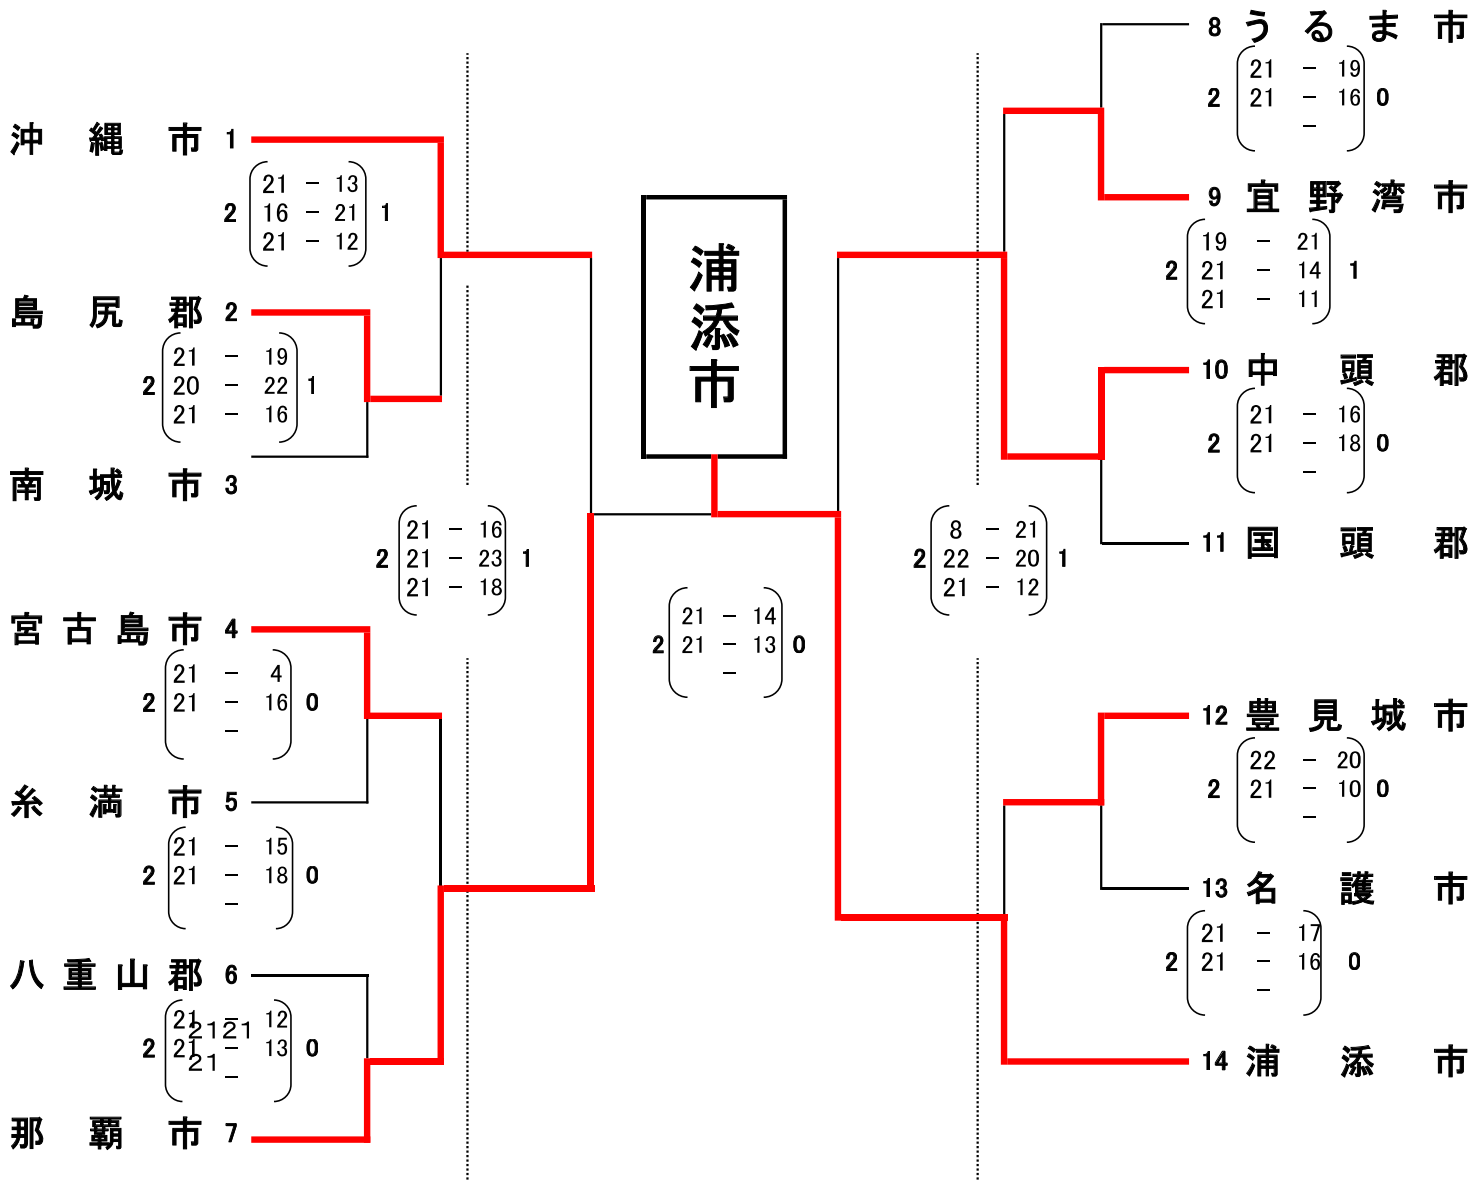 沖縄市 1
21 － 13
2 16 － 21 1
21 － 12
島尻郡 2
21 － 19
2 20 － 22 1
21 － 16
南城市 3
21 － 16
2 21 － 23 1
21 － 18
宮古島市 4
21 － 4
2 21 － 16 0
－
糸満市 5
21 － 15
2 21 － 18 0
－
八重山郡 6
21 － 12
2121
2 21 － 13 0
21
－
那覇市 7
浦添市
21 － 14
2 21 － 13 0
－
8 うるま市
21 － 19
2 21 － 16 0
－
9 宜野湾市
19 － 21
2 21 － 14 1
21 － 11
10 中頭郡
21 － 16
2 21 － 18 0
－
11 国頭郡
8 － 21
2 22 － 20 1
21 － 12
12 豊見城市
22 － 20
2 21 － 10 0
－
13 名護市
21 － 17
2 21 － 16 0
－
14 浦添市